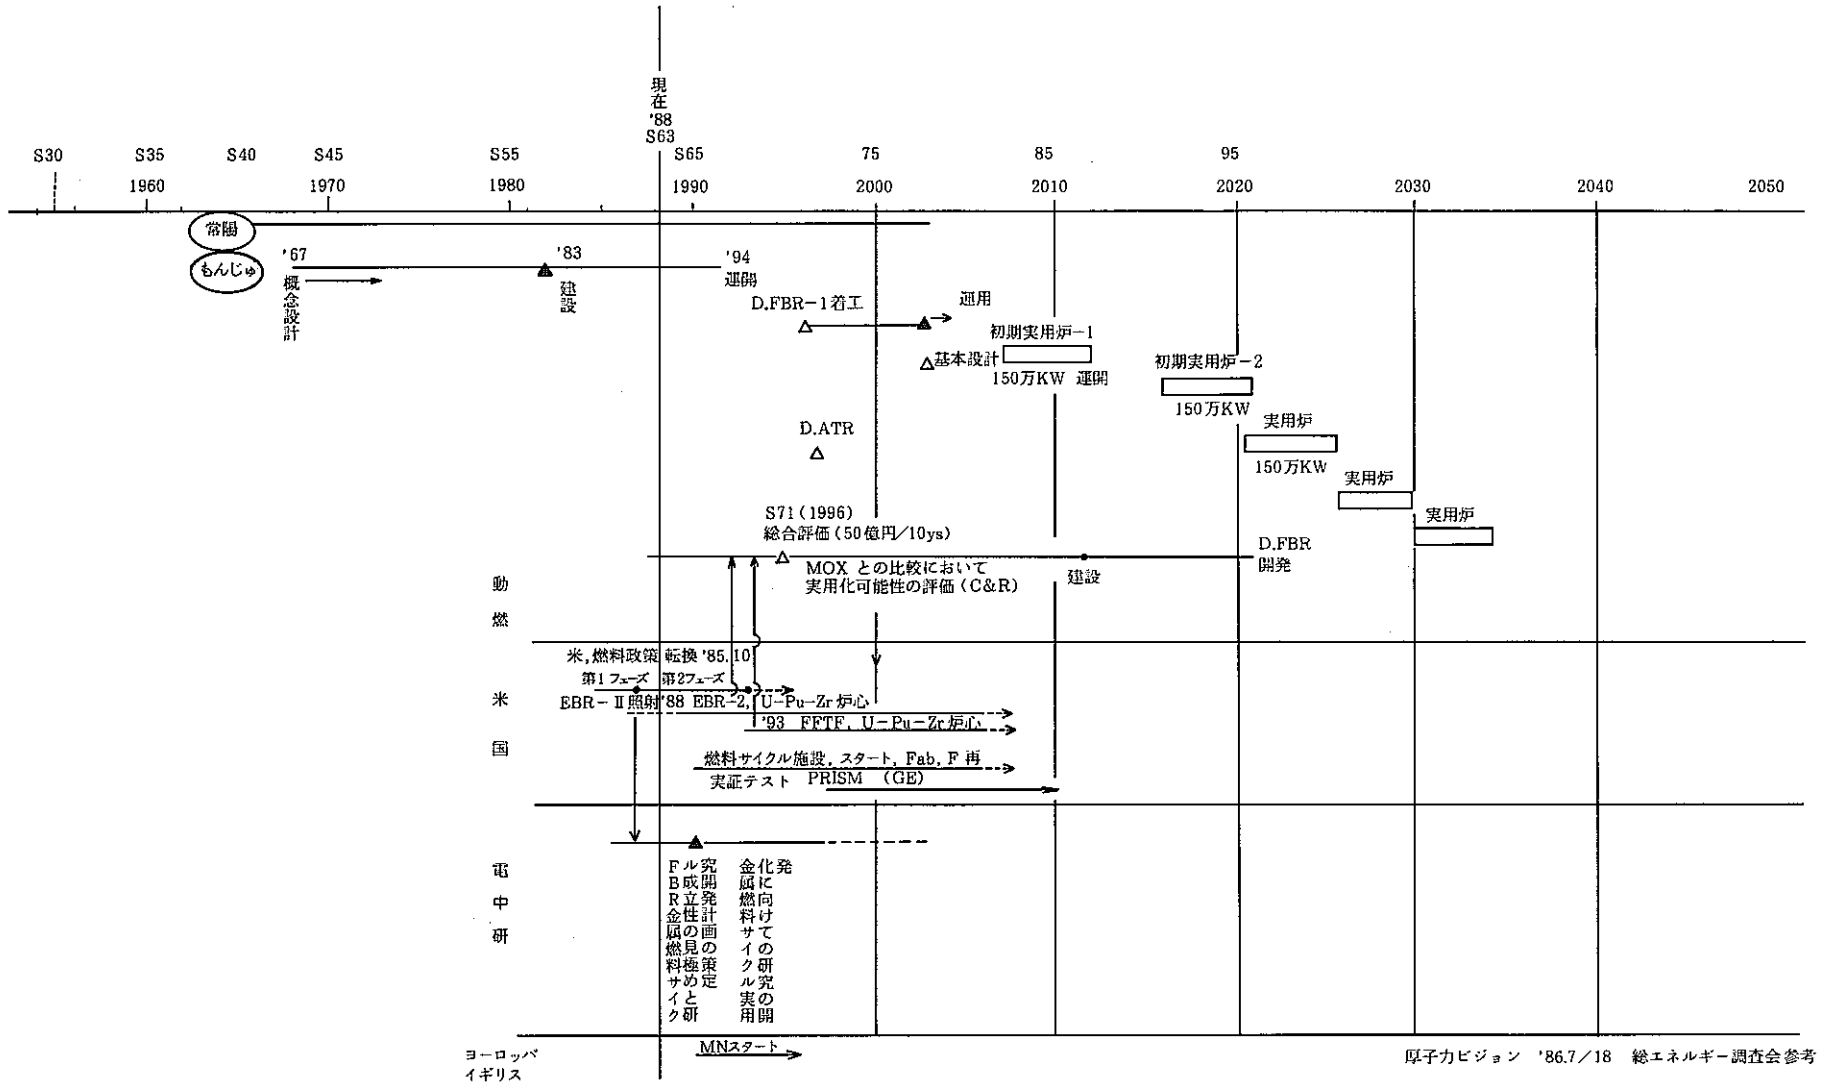 現在
'88
S63
S30 S35 S40 S45 S55 S65 75 85 95
1960 1970 1980 1990 2000 2010 2020 2030 2040 2050
常陽
もんじゅ
'67
概念設計
'83
建設
'94
運開
D.FBR-1着工
運用
初期実用炉-1
基本設計
150万KW 運開
初期実用炉-2
150万KW
D.ATR
実用炉
150万KW
実用炉
実用炉
S71(1996)
総合評価(50億円/10ys)
D.FBR
開発
MOX との比較において
実用化可能性の評価(C&R)
建設
動燃
米,燃料政策 転換 '85.10
第1フェーズ 第2フェーズ
米国
EBR-Ⅱ照射'88 EBR-2, U-Pu-Zr炉心
'93 FFTF, U-Pu-Zr炉心
燃料サイクル施設, スタート, Fab, F 再
実証テスト PRISM (GE)
電中研
FBR金属燃料サイク
ル成立性の見極めと研
究開発計画の策定
金属燃料サイクル実用
化に向けての研究の開
発
MNスタート
ヨーロッパ
イギリス
原子力ビジョン '86.7/18 総エネルギー調査会参考